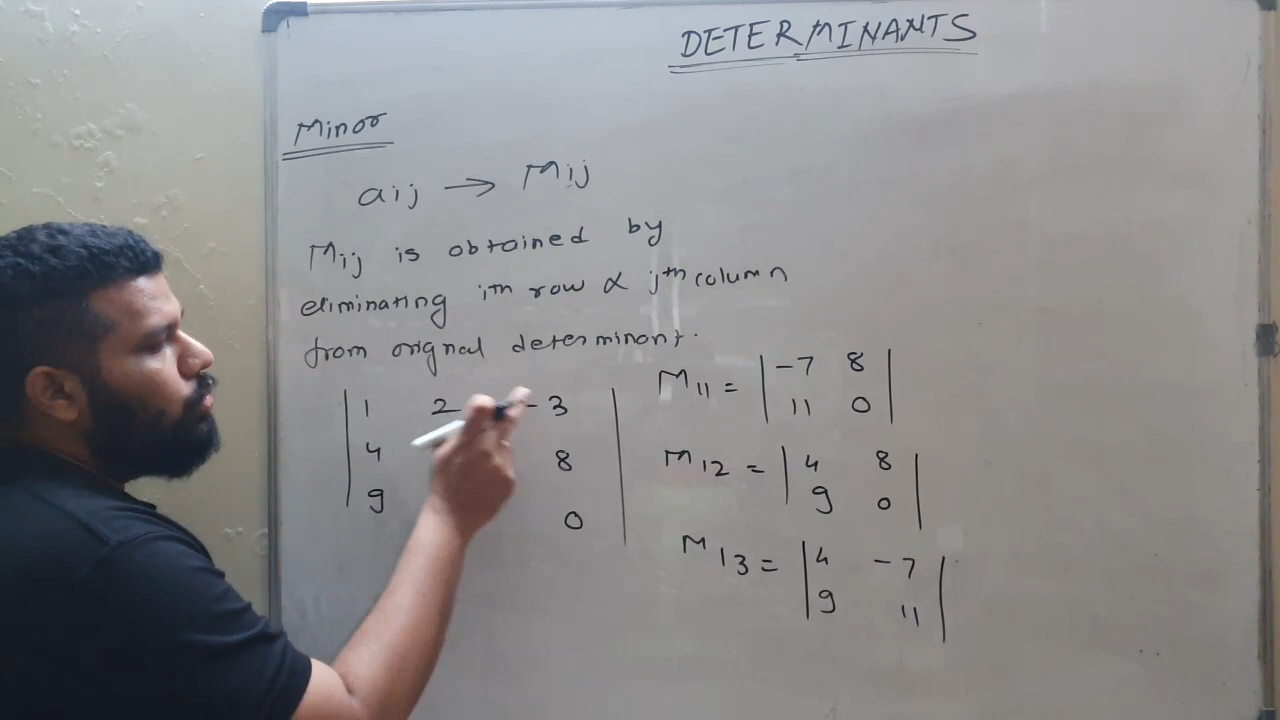 DETERMINANTS
Minor
aij → Mij
Mij is obtained by
eliminating ith row & jth column
from orignal determinant.
1 2 -3
4 8
9 0
M11 = | -7 8 |
| 11 0 |
M12 = | 4 8 |
| 9 0 |
M13 = | 4 -7 |
| 9 11 |